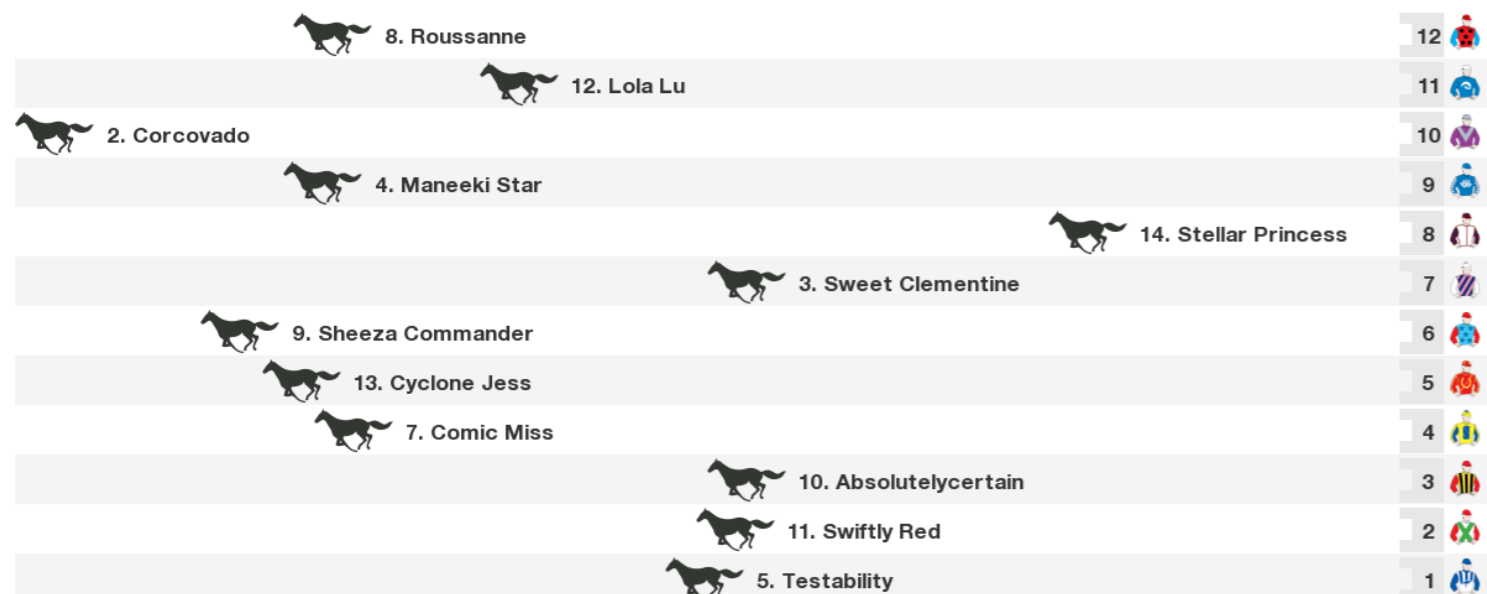 8. Roussanne 12
12. Lola Lu 11
2. Corcovado 10
4. Maneeki Star 9
14. Stellar Princess 8
3. Sweet Clementine 7
9. Sheeza Commander 6
13. Cyclone Jess 5
7. Comic Miss 4
10. Absolutelycertain 3
11. Swiftly Red 2
5. Testability 1